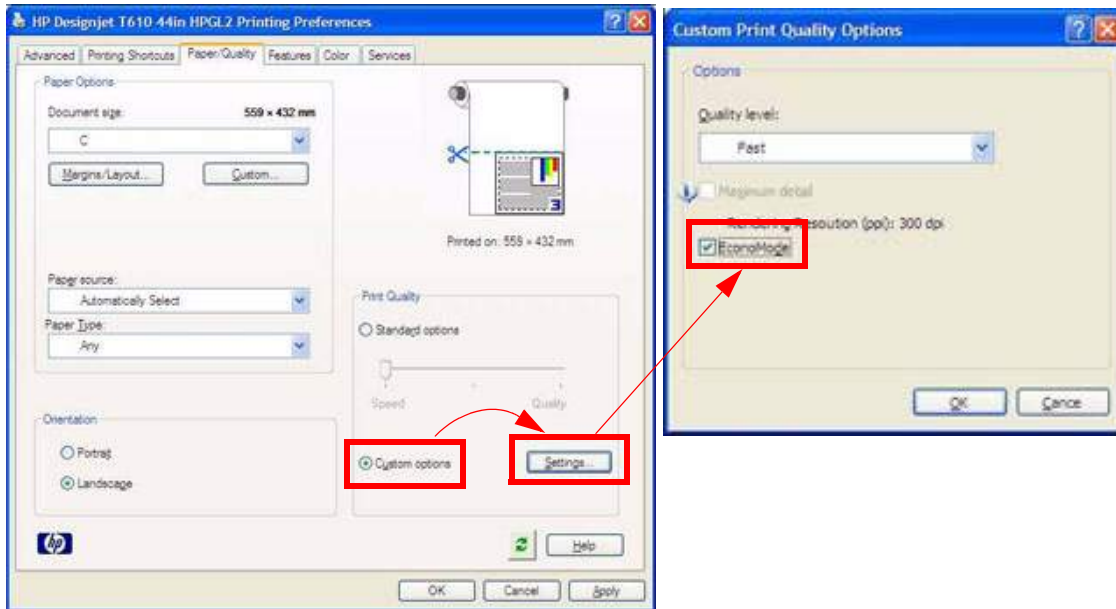 HP Designjet T610 44in HPGL2 Printing Preferences
Advanced
Printing Shortcuts
Paper/Quality
Features
Color
Services
Paper Options
Document size:
559 × 432 mm
C
Margins/Layout...
Custom...
3
Printed on: 559 × 432 mm
Paper source:
Automatically Select
Paper Type:
Any
Print Quality
Standard options
Speed
Quality
Custom options
Settings...
Orientation
Portrait
Landscape
hp
Help
OK
Cancel
Apply
Custom Print Quality Options
Options
Quality level:
Fast
Maximum detail
Rendering Resolution (ppi): 300 dpi
EconoMode
OK
Cancel